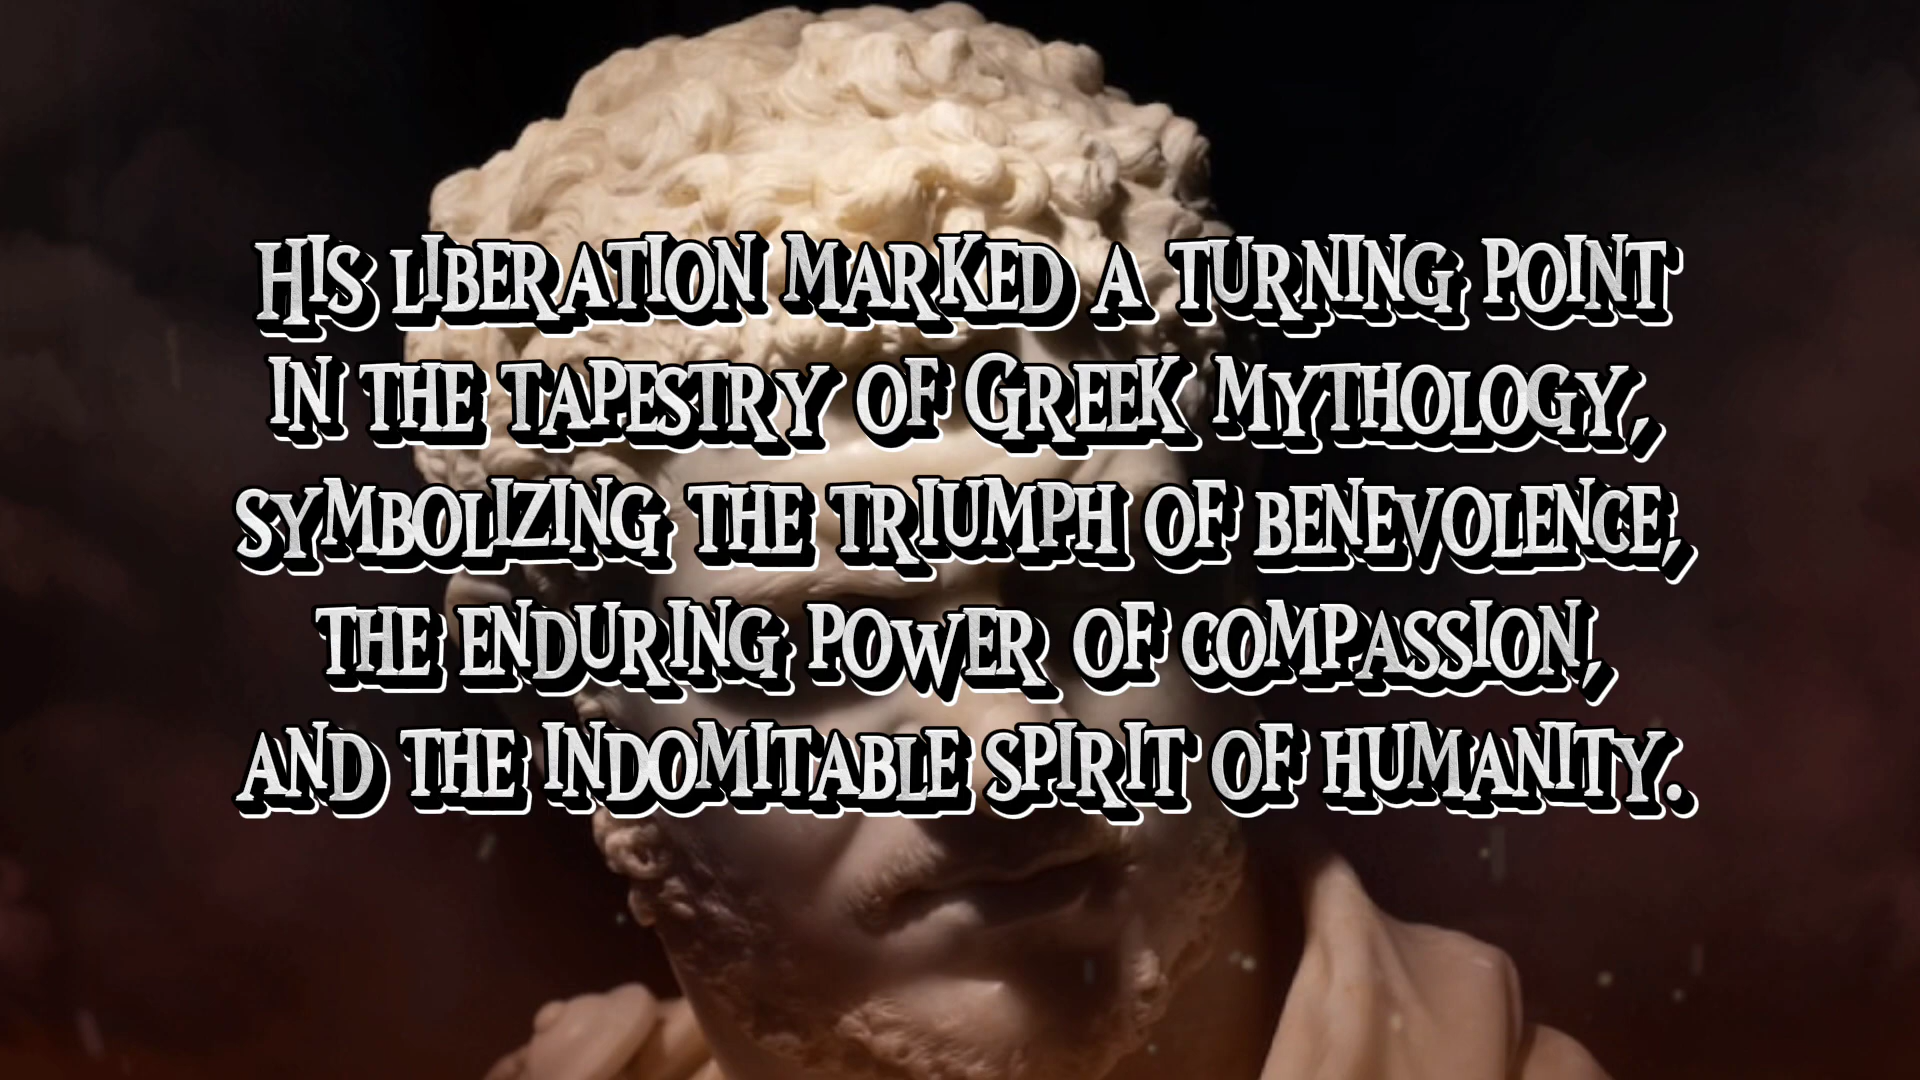 His liberation marked a turning point
in the tapestry of Greek mythology,
symbolizing the triumph of benevolence,
the enduring power of compassion,
and the indomitable spirit of humanity.